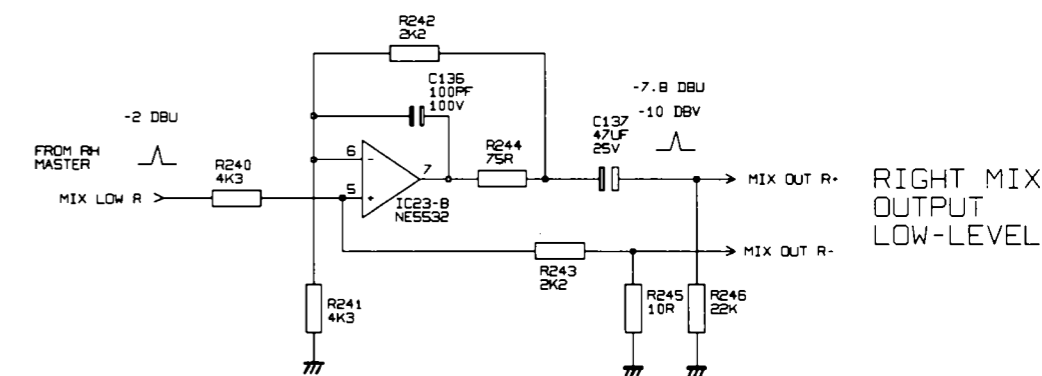 R242
2K2
C136
100PF
100V
-2 DBU
-7.8 DBU
-10 DBV
C137
47UF
25V
FROM RH
MASTER
R240
4K3
R244
75R
6
-
7
5
+
MIX LOW R
IC23-B
NE5532
MIX OUT R+
RIGHT MIX
OUTPUT
LOW-LEVEL
MIX OUT R-
R243
2K2
R241
4K3
R245
10R
R246
22K